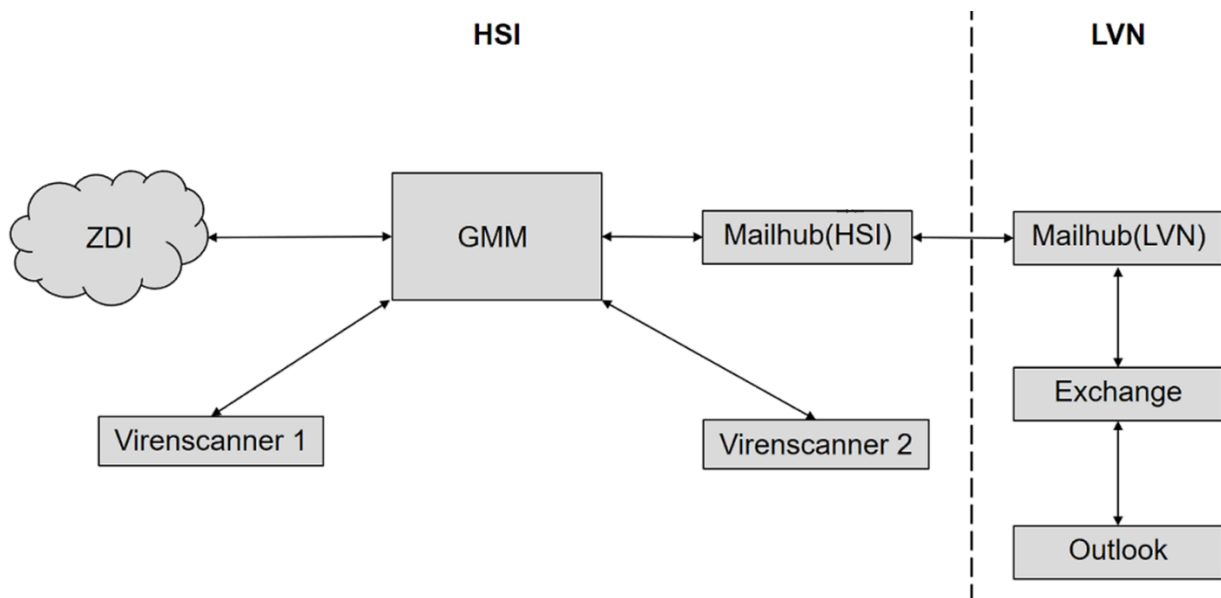 HSI
LVN
ZDI
GMM
Mailhub(HSI)
Mailhub(LVN)
Exchange
Virenscanner 1
Virenscanner 2
Outlook